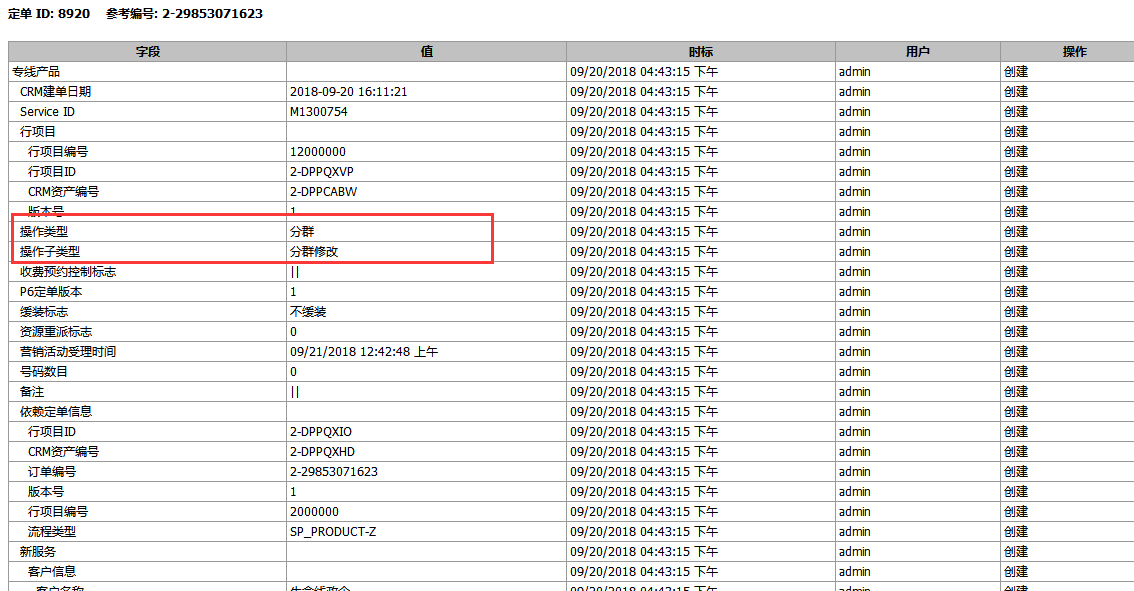 定单 ID: 8920 参考编号: 2-29853071623
字段 值 时标 用户 操作
专线产品 09/20/2018 04:43:15 下午 admin 创建
CRM建单日期 2018-09-20 16:11:21 09/20/2018 04:43:15 下午 admin 创建
Service ID M1300754 09/20/2018 04:43:15 下午 admin 创建
行项目 09/20/2018 04:43:15 下午 admin 创建
行项目编号 12000000 09/20/2018 04:43:15 下午 admin 创建
行项目ID 2-DPPQXVP 09/20/2018 04:43:15 下午 admin 创建
CRM资产编号 2-DPPCABW 09/20/2018 04:43:15 下午 admin 创建
版本号 1 09/20/2018 04:43:15 下午 admin 创建
操作类型 分群 09/20/2018 04:43:15 下午 admin 创建
操作子类型 分群修改 09/20/2018 04:43:15 下午 admin 创建
收费预约控制标志 || 09/20/2018 04:43:15 下午 admin 创建
P6定单版本 1 09/20/2018 04:43:15 下午 admin 创建
缓装标志 不缓装 09/20/2018 04:43:15 下午 admin 创建
资源重派标志 0 09/20/2018 04:43:15 下午 admin 创建
营销活动受理时间 09/21/2018 12:42:48 上午 09/20/2018 04:43:15 下午 admin 创建
号码数目 0 09/20/2018 04:43:15 下午 admin 创建
备注 || 09/20/2018 04:43:15 下午 admin 创建
依赖定单信息 09/20/2018 04:43:15 下午 admin 创建
行项目ID 2-DPPQXIO 09/20/2018 04:43:15 下午 admin 创建
CRM资产编号 2-DPPQXHD 09/20/2018 04:43:15 下午 admin 创建
订单编号 2-29853071623 09/20/2018 04:43:15 下午 admin 创建
版本号 1 09/20/2018 04:43:15 下午 admin 创建
行项目编号 2000000 09/20/2018 04:43:15 下午 admin 创建
流程类型 SP_PRODUCT-Z 09/20/2018 04:43:15 下午 admin 创建
新服务 09/20/2018 04:43:15 下午 admin 创建
客户信息 09/20/2018 04:43:15 下午 admin 创建
客户名称 09/20/2018 04:43:15 下午 admin 创建